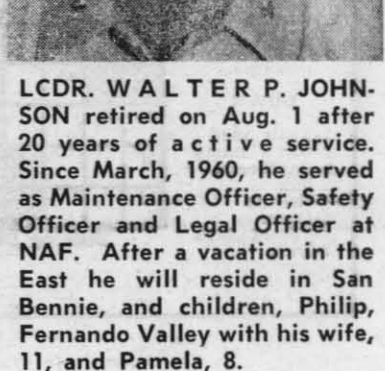 LCDR. WALTER P. JOHN-
SON retired on Aug. 1 after
20 years of active service.
Since March, 1960, he served
as Maintenance Officer, Safety
Officer and Legal Officer at
NAF. After a vacation in the
East he will reside in San
Bennie, and children, Philip,
Fernando Valley with his wife,
11, and Pamela, 8.